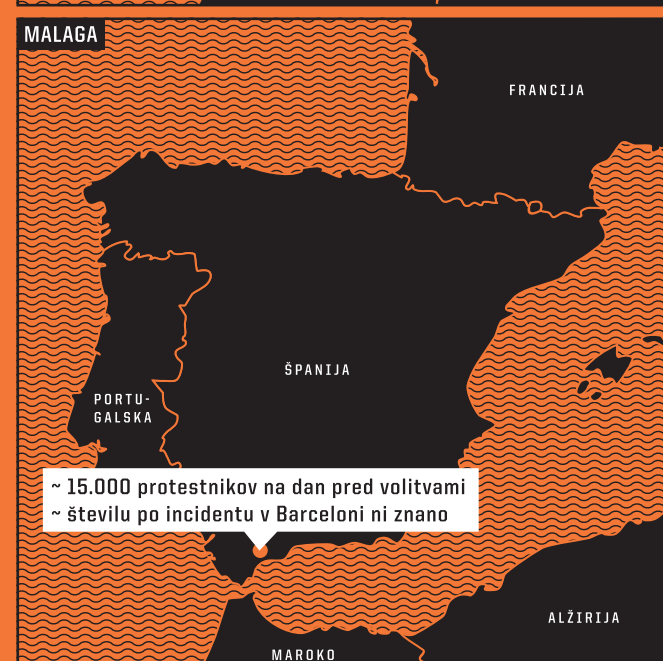 MALAGA
FRANCIJA
ŠPANIJA
PORTU-
GALSKA
~ 15.000 protestnikov na dan pred volitvami
~ številu po incidentu v Barceloni ni znano
ALŽIRIJA
MAROKO